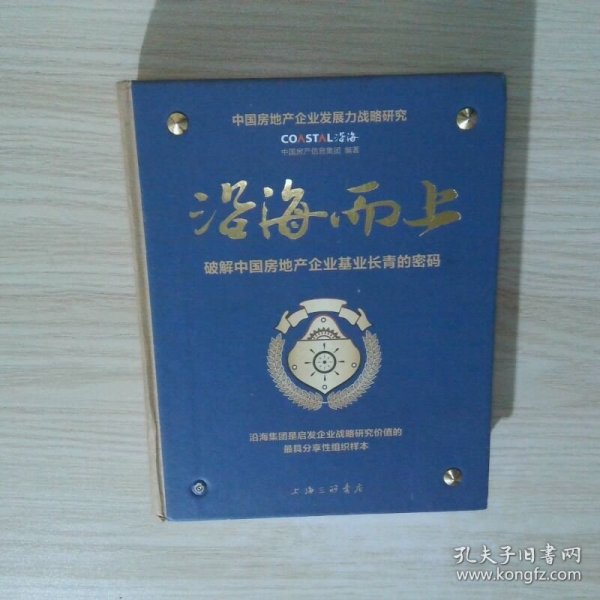 中国房地产企业发展力战略研究
COASTAL沿海
中国房产信息集团 编著
沿海而上
破解中国房地产企业基业长青的密码
沿海集团是启发企业战略研究价值的
最具分享性组织样本
上海三联书店
孔夫子旧书网
www.kongfz.com